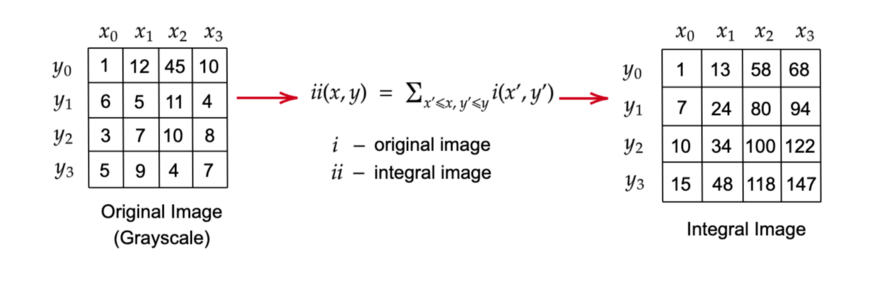 x₀ x₁ x₂ x₃
y₀ 1 12 45 10
y₁ 6 5 11 4
y₂ 3 7 10 8
y₃ 5 9 4 7
Original Image
(Grayscale)
ii(x, y) = ∑x′⩽x, y′⩽y i(x′, y′)
i – original image
ii – integral image
x₀ x₁ x₂ x₃
y₀ 1 13 58 68
y₁ 7 24 80 94
y₂ 10 34 100 122
y₃ 15 48 118 147
Integral Image